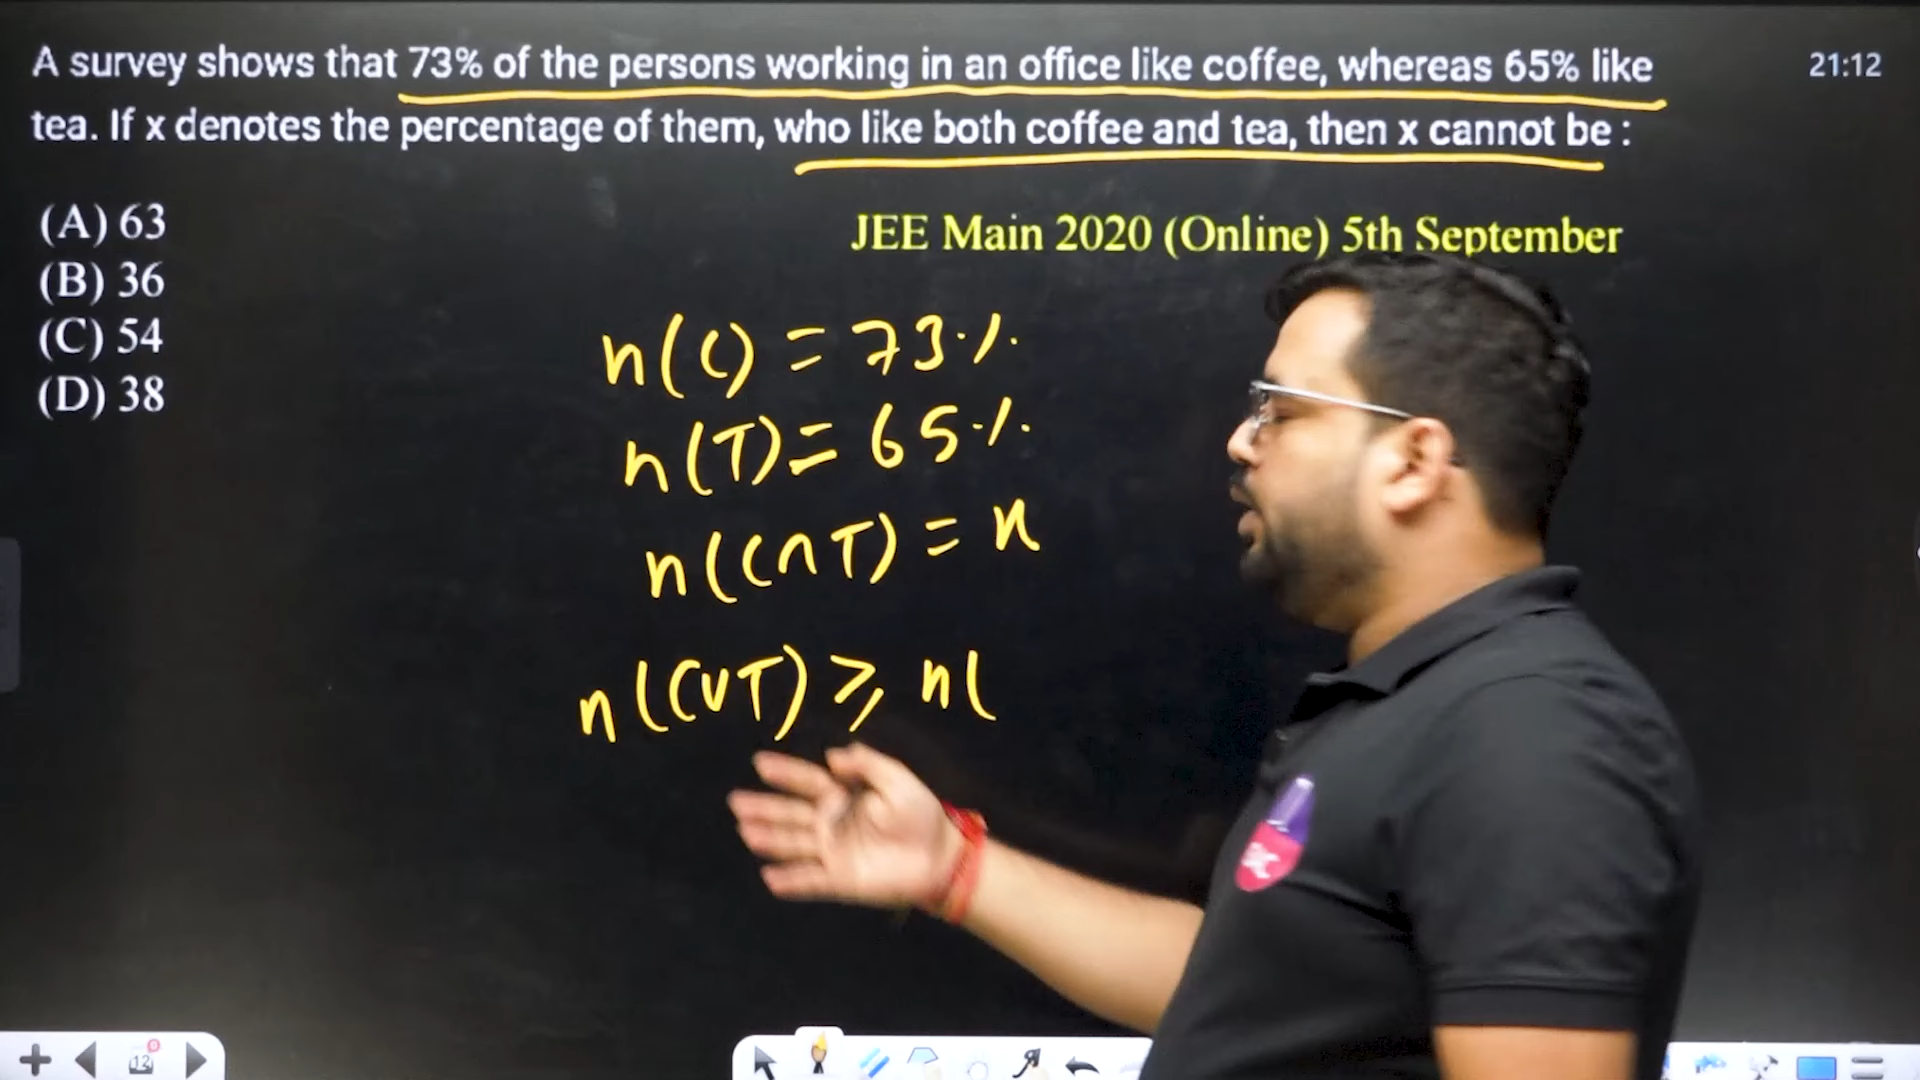 A survey shows that 73% of the persons working in an office like coffee, whereas 65% like
21:12
tea. If x denotes the percentage of them, who like both coffee and tea, then x cannot be :
(A) 63
JEE Main 2020 (Online) 5th September
(B) 36
(C) 54
(D) 38
n(C) = 73%
n(T) = 65%
n(C∩T) = x
n(C∪T) ≥ n(
12